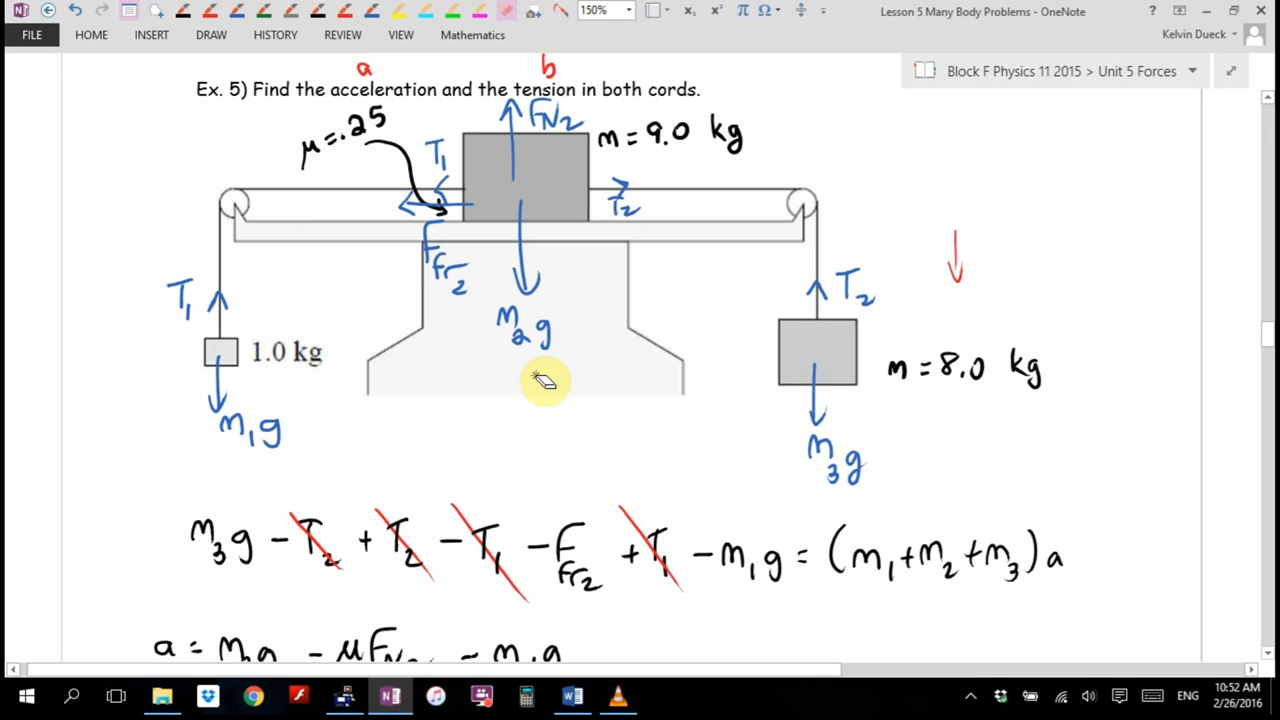 150% Lesson 5 Many Body Problems - OneNote
FILE HOME INSERT DRAW HISTORY REVIEW VIEW Mathematics Kelvin Dueck
Block F Physics 11 2015 > Unit 5 Forces
a b
Ex. 5) Find the acceleration and the tension in both cords.
μ = .25 FN2 m = 9.0 kg
T1 T2
Ffr2
T1 T2
m2g
1.0 kg m = 8.0 kg
m1g m3g
m3g - T2 + T2 - T1 - Ffr2 + T1 - m1g = (m1 + m2 + m3) a
a = m3g - μFN2 - m1g
ENG 10:52 AM
2/26/2016